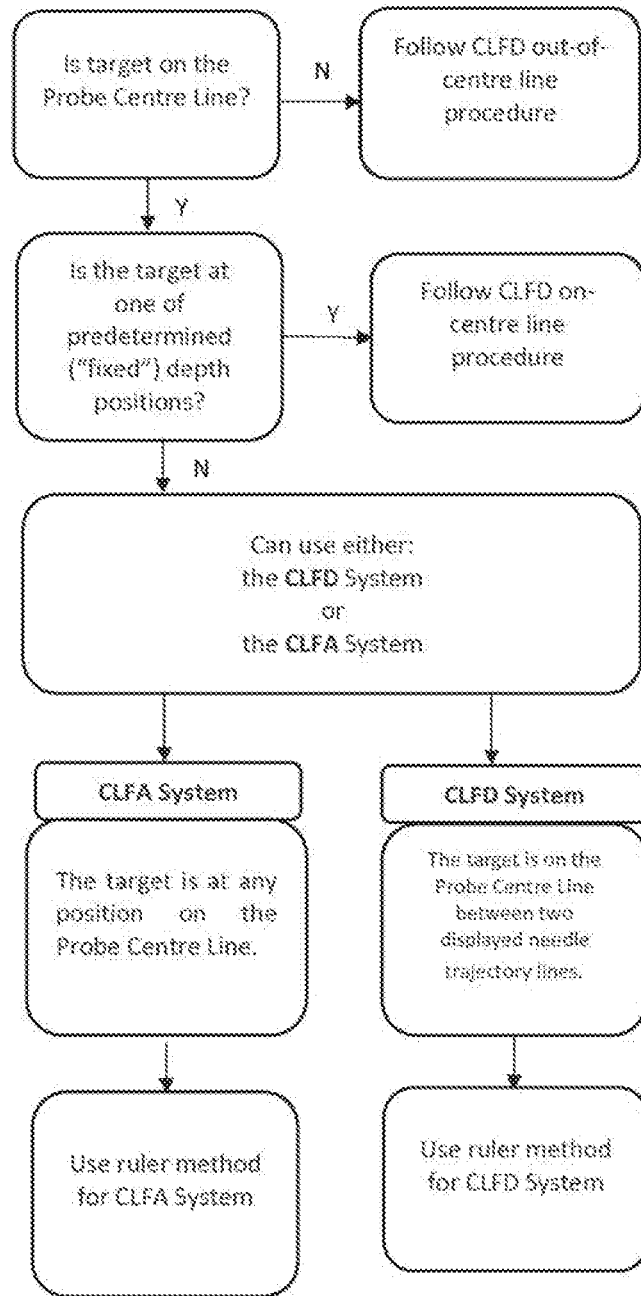 Is target on the
Probe Centre Line?
N
Follow CLFD out-of-
centre line
procedure
Y
Is the target at
one of
predetermined
("fixed") depth
positions?
Y
Follow CLFD on-
centre line
procedure
N
Can use either:
the CLFD System
or
the CLFA System
CLFA System
The target is at any
position on the
Probe Centre Line.
Use ruler method
for CLFA System
CLFD System
The target is on the
Probe Centre Line
between two
displayed needle
trajectory lines.
Use ruler method
for CLFD System